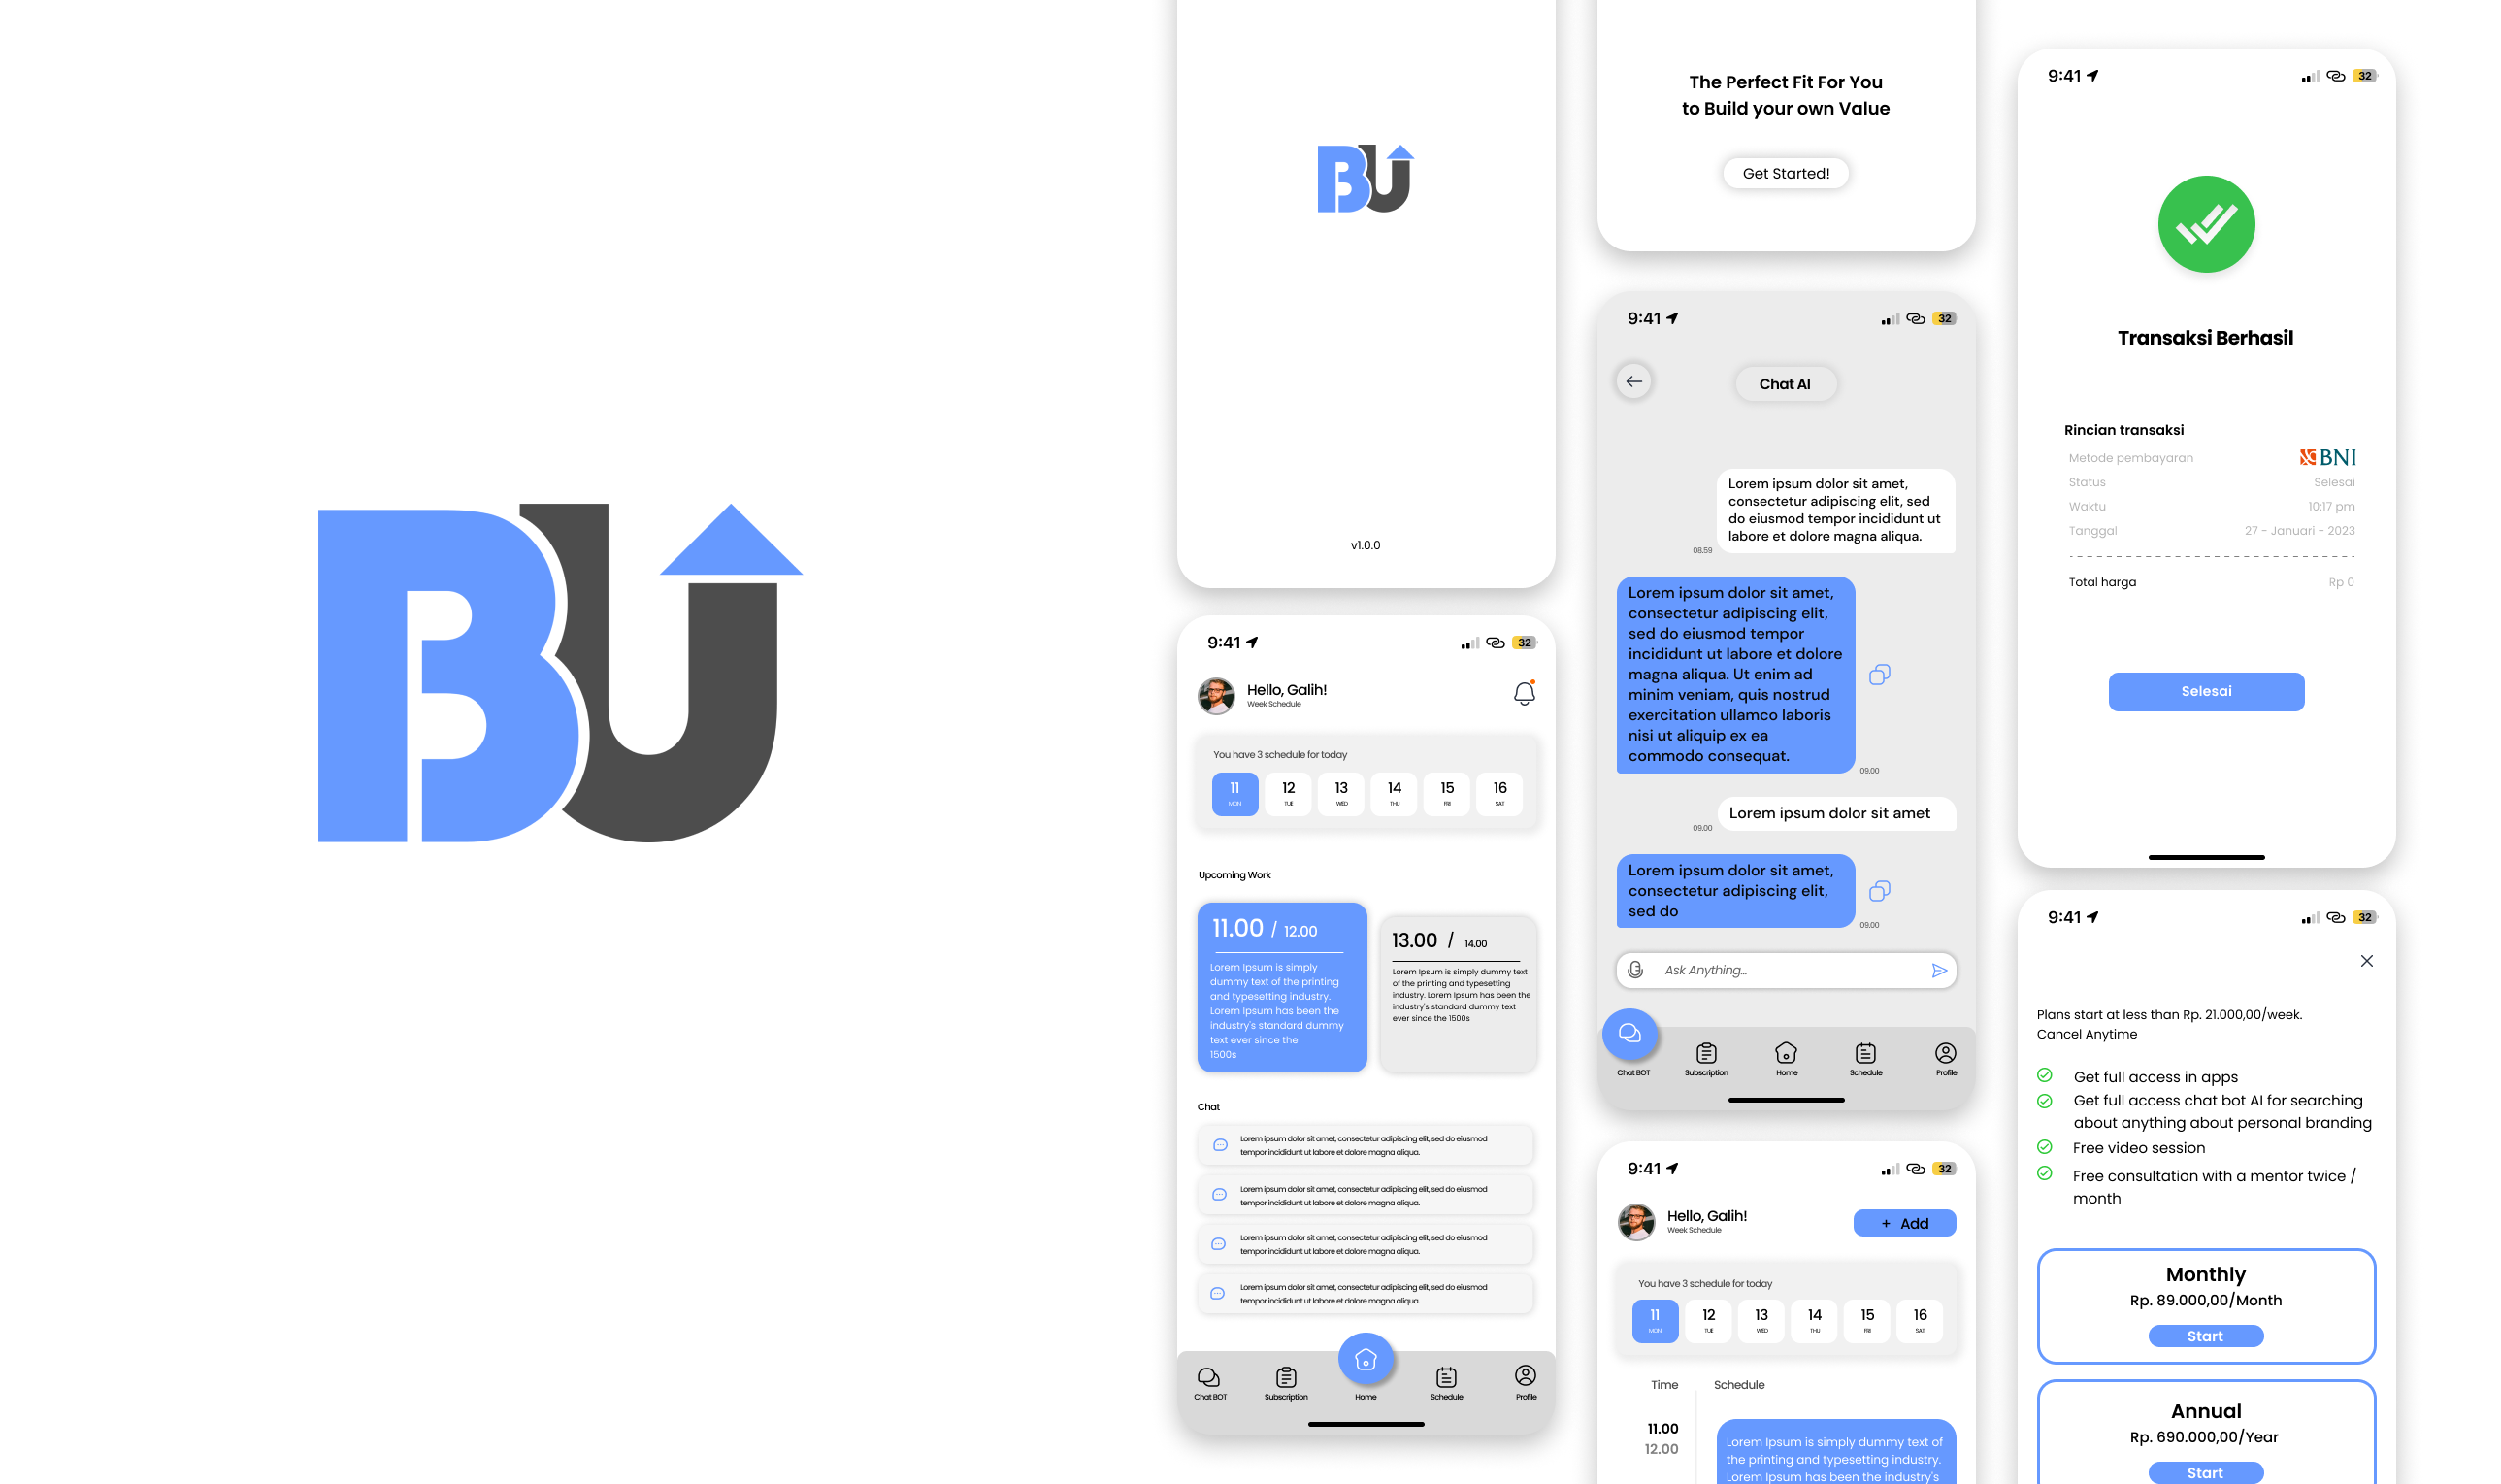 BU
BU
v1.0.0
9:41
32
Hello, Galih!
Week Schedule
You have 3 schedule for today
11
12
13
14
15
16
MON
TUE
WED
THU
FRI
SAT
Upcoming Work
11.00 / 12.00
Lorem Ipsum is simply
dummy text of the printing
and typesetting industry.
Lorem Ipsum has been the
industry's standard dummy
text ever since the
1500s
13.00 / 14.00
Lorem Ipsum is simply dummy text
of the printing and typesetting
industry. Lorem Ipsum has been the
industry's standard dummy text
ever since the 1500s
Chat
Lorem ipsum dolor sit amet, consectetur adipiscing elit, sed do eiusmod
tempor incididunt ut labore et dolore magna aliqua.
Lorem ipsum dolor sit amet, consectetur adipiscing elit, sed do eiusmod
tempor incididunt ut labore et dolore magna aliqua.
Lorem ipsum dolor sit amet, consectetur adipiscing elit, sed do eiusmod
tempor incididunt ut labore et dolore magna aliqua.
Lorem ipsum dolor sit amet, consectetur adipiscing elit, sed do eiusmod
tempor incididunt ut labore et dolore magna aliqua.
Chat BOT
Subscription
Home
Schedule
Profile
The Perfect Fit For You
to Build your own Value
Get Started!
9:41
32
Chat AI
Lorem ipsum dolor sit amet,
consectetur adipiscing elit, sed
do eiusmod tempor incididunt ut
labore et dolore magna aliqua.
08.59
Lorem ipsum dolor sit amet,
consectetur adipiscing elit,
sed do eiusmod tempor
incididunt ut labore et dolore
magna aliqua. Ut enim ad
minim veniam, quis nostrud
exercitation ullamco laboris
nisi ut aliquip ex ea
commodo consequat.
09.00
Lorem ipsum dolor sit amet
09.00
Lorem ipsum dolor sit amet,
consectetur adipiscing elit,
sed do
09.00
Ask Anything...
Chat BOT
Subscription
Home
Schedule
Profile
9:41
32
Hello, Galih!
Week Schedule
+ Add
You have 3 schedule for today
11
12
13
14
15
16
MON
TUE
WED
THU
FRI
SAT
Time
Schedule
11.00
12.00
Lorem Ipsum is simply dummy text of
the printing and typesetting industry.
Lorem Ipsum has been the industry's
9:41
32
Transaksi Berhasil
Rincian transaksi
Metode pembayaran BNI
Status Selesai
Waktu 10:17 pm
Tanggal 27 - Januari - 2023
Total harga Rp 0
Selesai
9:41
32
Plans start at less than Rp. 21.000,00/week.
Cancel Anytime
Get full access in apps
Get full access chat bot AI for searching
about anything about personal branding
Free video session
Free consultation with a mentor twice /
month
Monthly
Rp. 89.000,00/Month
Start
Annual
Rp. 690.000,00/Year
Start